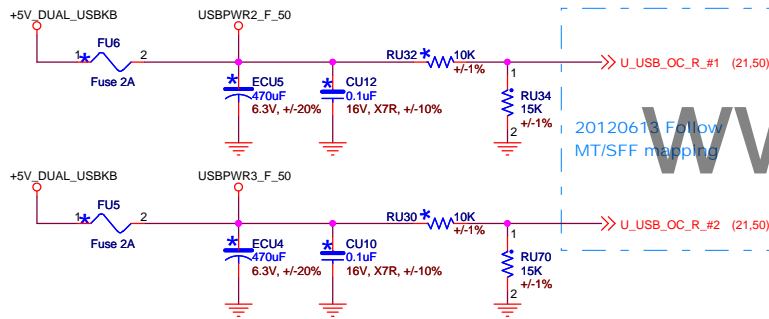 +5V_DUAL_USBKB
USBPWR2_F_50
FU6
1
2
Fuse 2A
RU32
10K
+/-1%
ECU5
470uF
6.3V, +/-20%
CU12
0.1uF
16V, X7R, +/-10%
1
RU34
15K
+/-1%
2
U_USB_OC_R_#1 (21,50)
20120613 Follow
MT/SFF mapping
+5V_DUAL_USBKB
USBPWR3_F_50
FU5
1
2
Fuse 2A
RU30
10K
+/-1%
ECU4
470uF
6.3V, +/-20%
CU10
0.1uF
16V, X7R, +/-10%
1
RU70
15K
+/-1%
2
U_USB_OC_R_#2 (21,50)